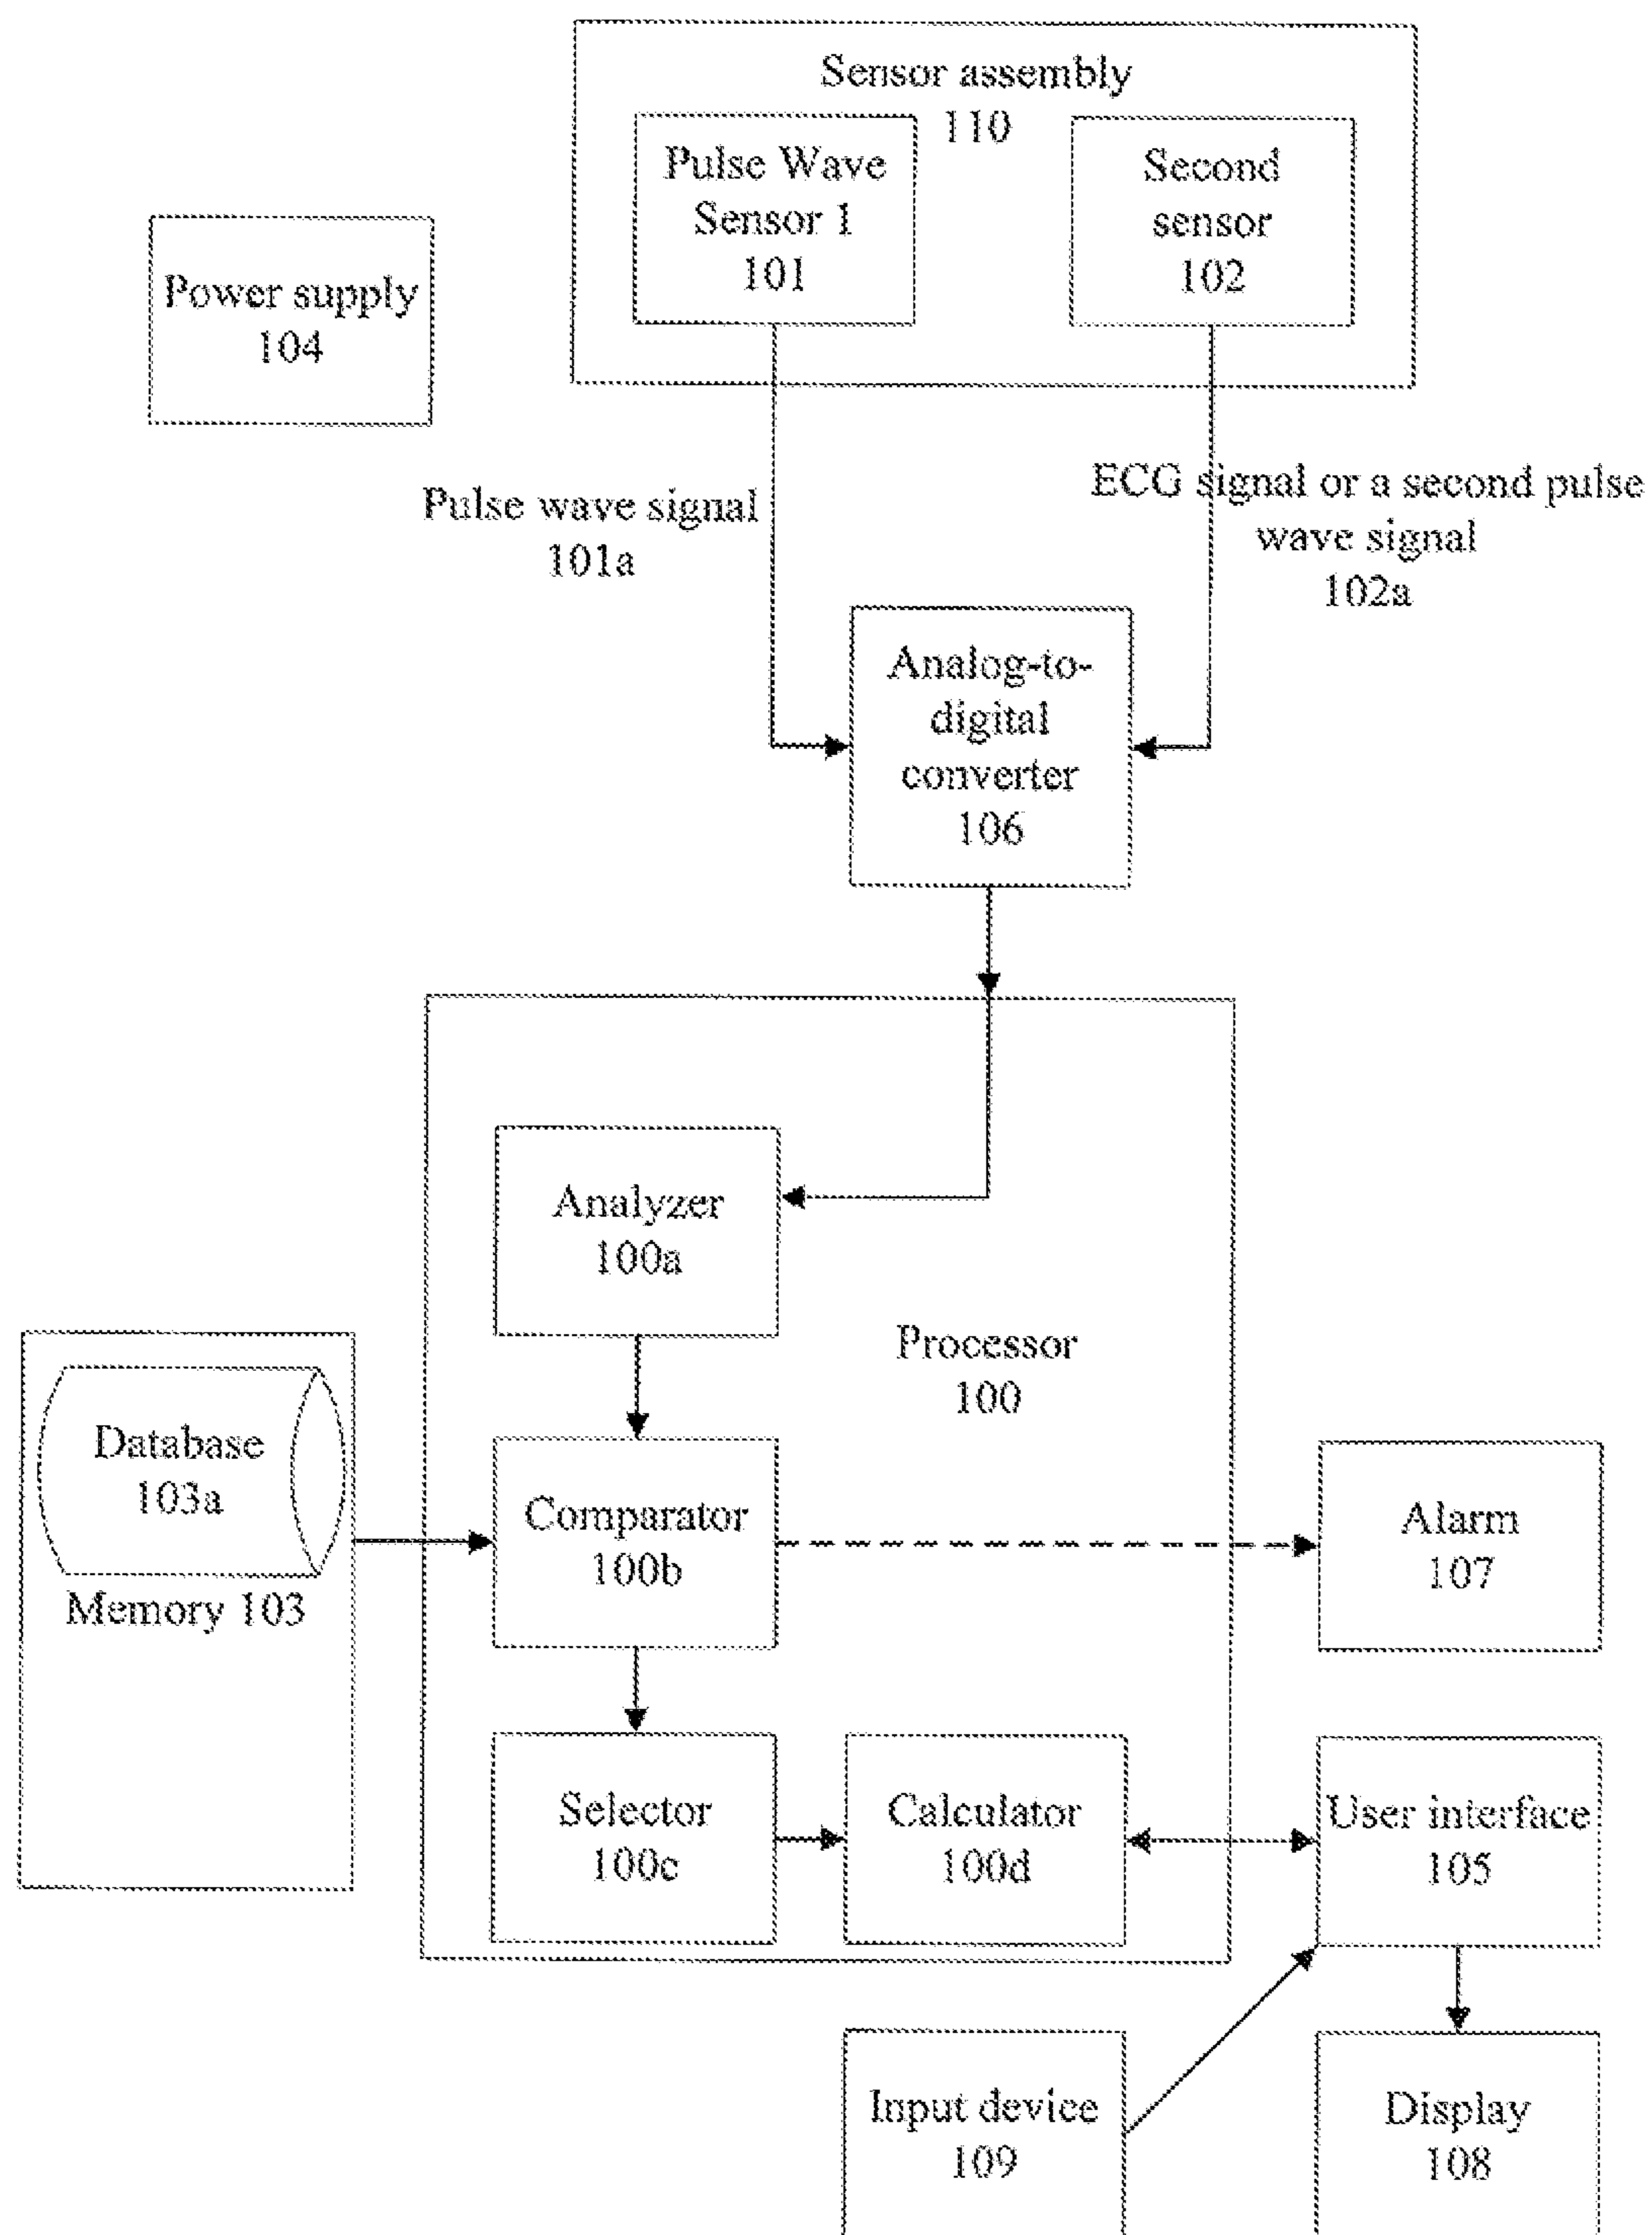 Sensor assembly
110
Pulse Wave
Sensor 1
101
Second
sensor
102
Power supply
104
Pulse wave signal
101a
ECG signal or a second pulse
wave signal
102a
Analog-to-
digital
converter
106
Analyzer
100a
Processor
100
Database
103a
Memory 103
Comparator
100b
Alarm
107
Selector
100c
Calculator
100d
User interface
105
Input device
109
Display
108